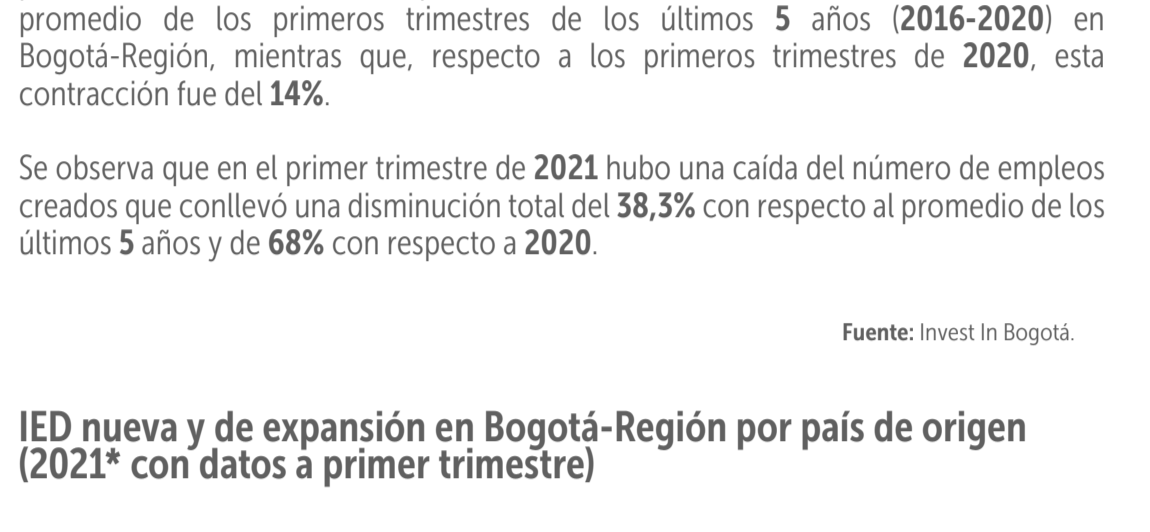 promedio de los primeros trimestres de los últimos 5 años (2016-2020) en
Bogotá-Región, mientras que, respecto a los primeros trimestres de 2020, esta
contracción fue del 14%.
Se observa que en el primer trimestre de 2021 hubo una caída del número de empleos
creados que conllevó una disminución total del 38,3% con respecto al promedio de los
últimos 5 años y de 68% con respecto a 2020.
Fuente: Invest In Bogotá.
IED nueva y de expansión en Bogotá-Región por país de origen
(2021* con datos a primer trimestre)